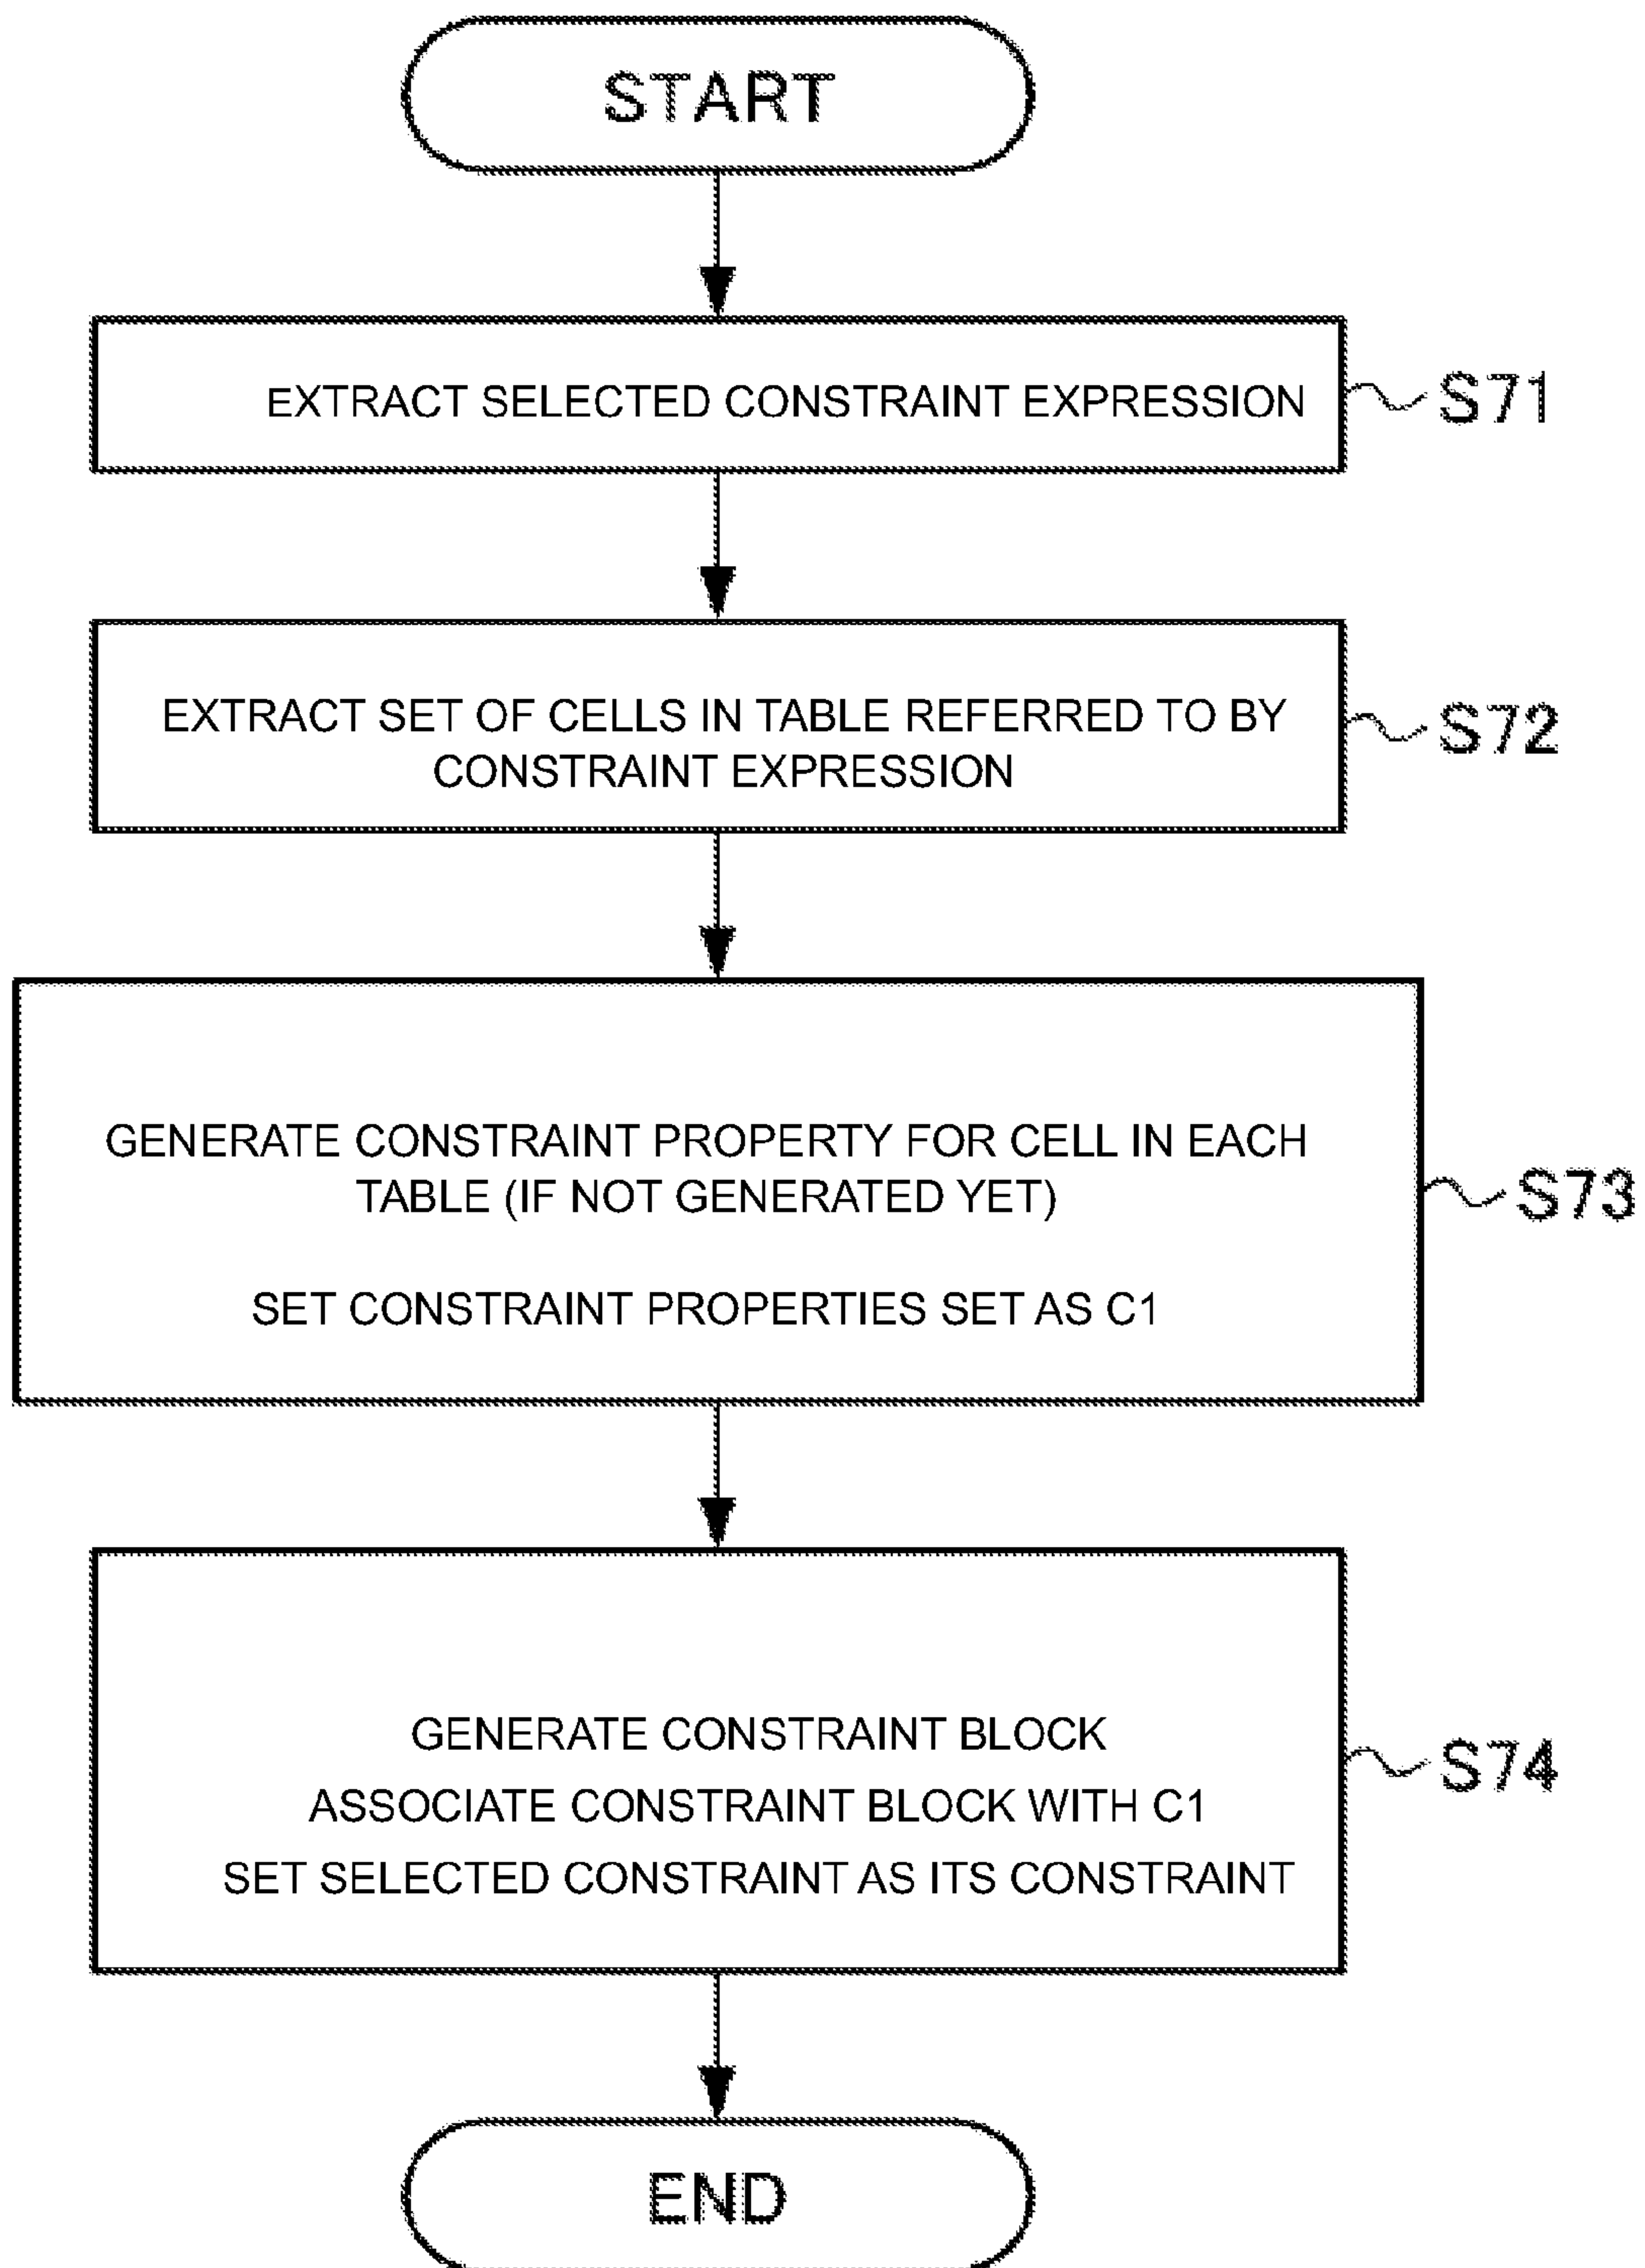 START
EXTRACT SELECTED CONSTRAINT EXPRESSION
S71
EXTRACT SET OF CELLS IN TABLE REFERRED TO BY
CONSTRAINT EXPRESSION
S72
GENERATE CONSTRAINT PROPERTY FOR CELL IN EACH
TABLE (IF NOT GENERATED YET)
SET CONSTRAINT PROPERTIES SET AS C1
S73
GENERATE CONSTRAINT BLOCK
ASSOCIATE CONSTRAINT BLOCK WITH C1
SET SELECTED CONSTRAINT AS ITS CONSTRAINT
S74
END